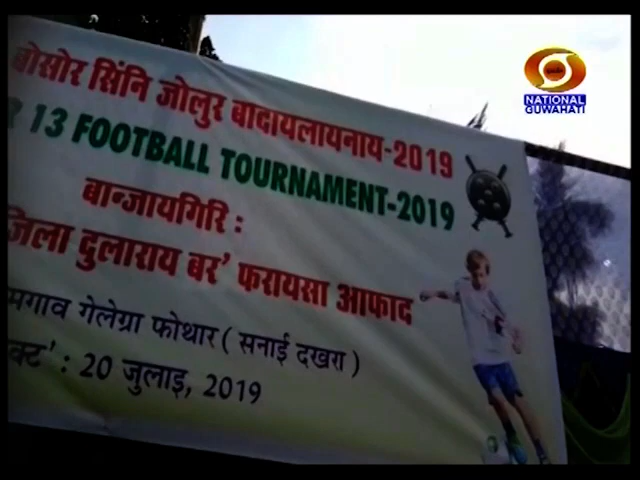 बोसोर सिंनि जोलुर बादायलायनाय-2019
13 FOOTBALL TOURNAMENT-2019
बान्जायगिरि :
जिला दुलाराय बर' फरायसा आफाद
मगाव गेलेग्रा फोथार ( सनाई दखरा )
क्ट' : 20 जुलाइ, 2019
NATIONAL
GUWAHATI